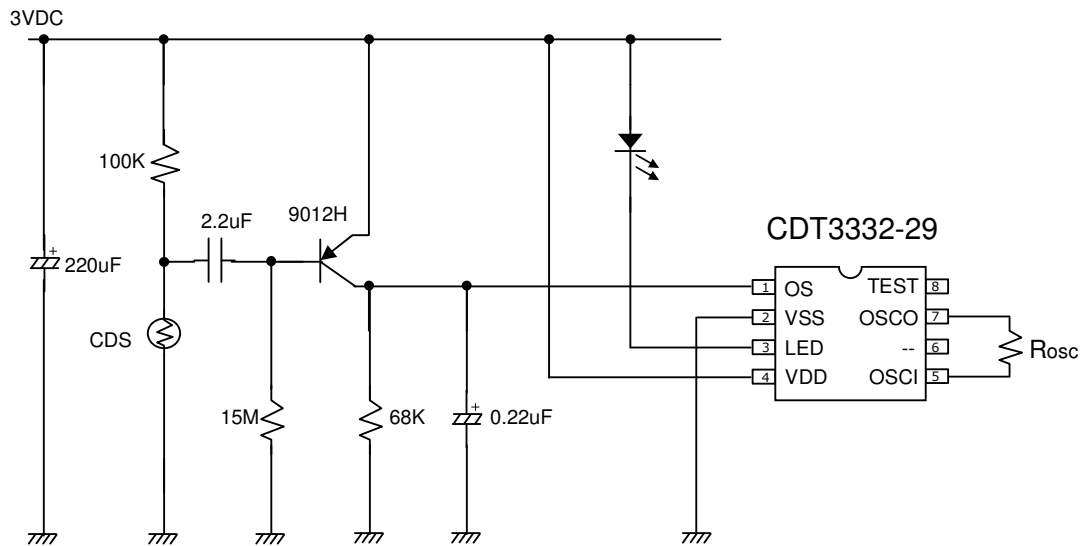 3VDC
100K
2.2uF
9012H
+
220uF
CDS
15M
68K
+
0.22uF
CDT3332-29
1 OS
2 VSS
3 LED
4 VDD
TEST 8
OSCO 7
-- 6
OSCI 5
Rosc